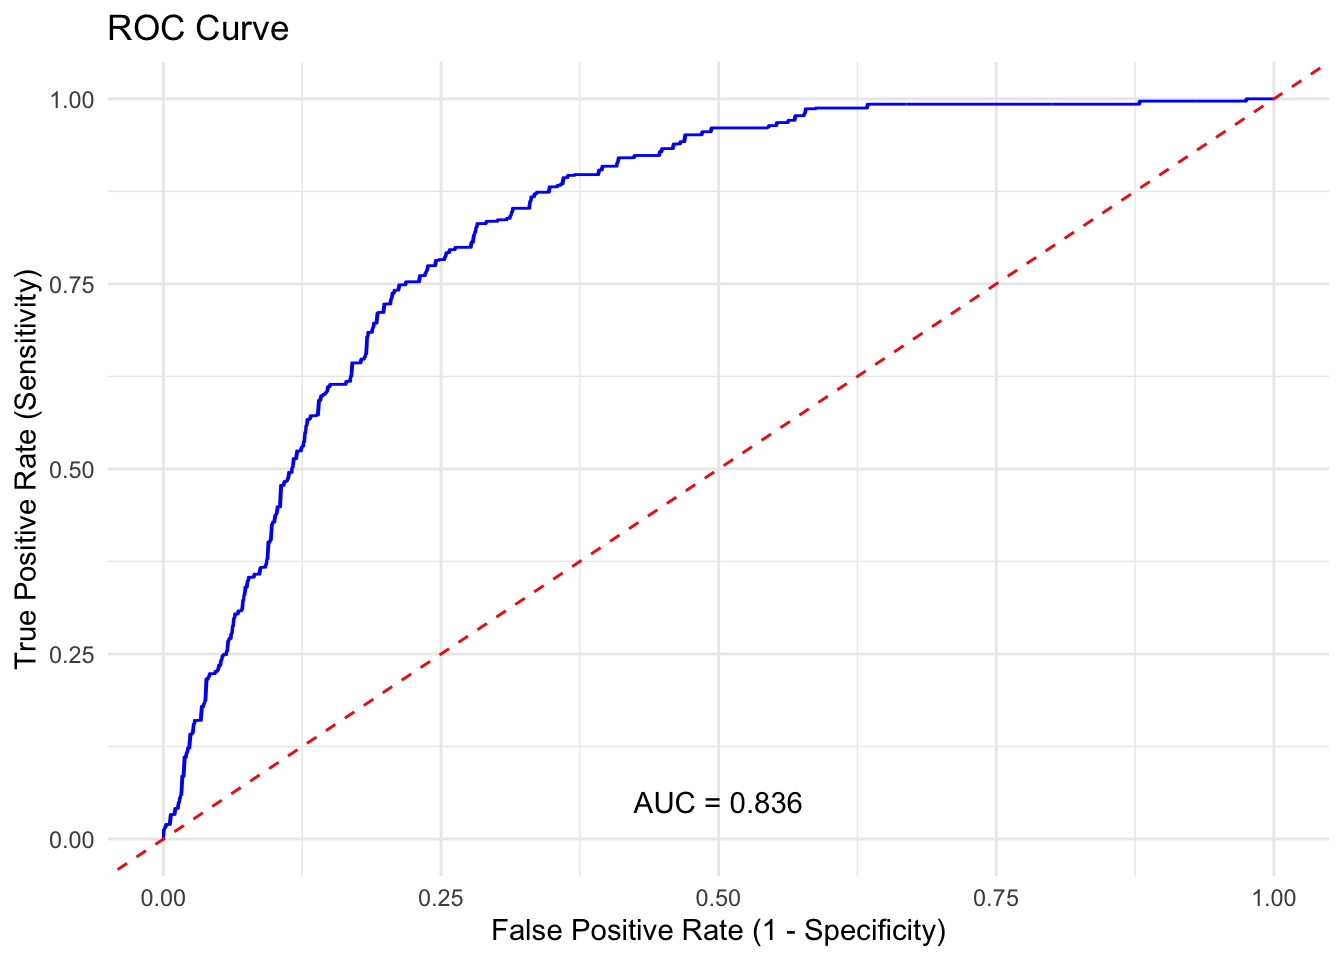 ROC Curve
1.00
0.75
0.50
0.25
0.00
True Positive Rate (Sensitivity)
AUC = 0.836
0.00 0.25 0.50 0.75 1.00
False Positive Rate (1 - Specificity)